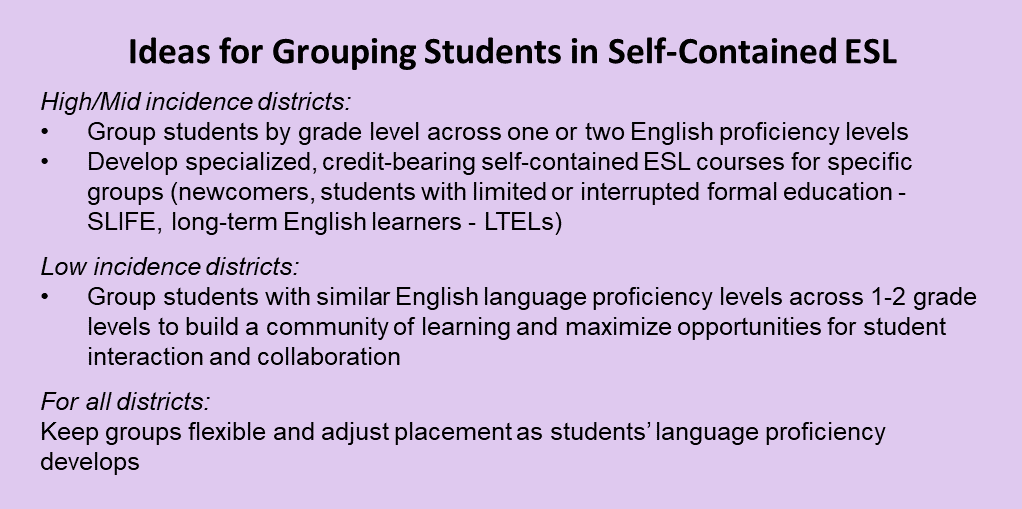 Ideas for Grouping Students in Self-Contained ESL
High/Mid incidence districts:
• Group students by grade level across one or two English proficiency levels
• Develop specialized, credit-bearing self-contained ESL courses for specific
groups (newcomers, students with limited or interrupted formal education -
SLIFE, long-term English learners - LTELs)
Low incidence districts:
• Group students with similar English language proficiency levels across 1-2 grade
levels to build a community of learning and maximize opportunities for student
interaction and collaboration
For all districts:
Keep groups flexible and adjust placement as students’ language proficiency
develops